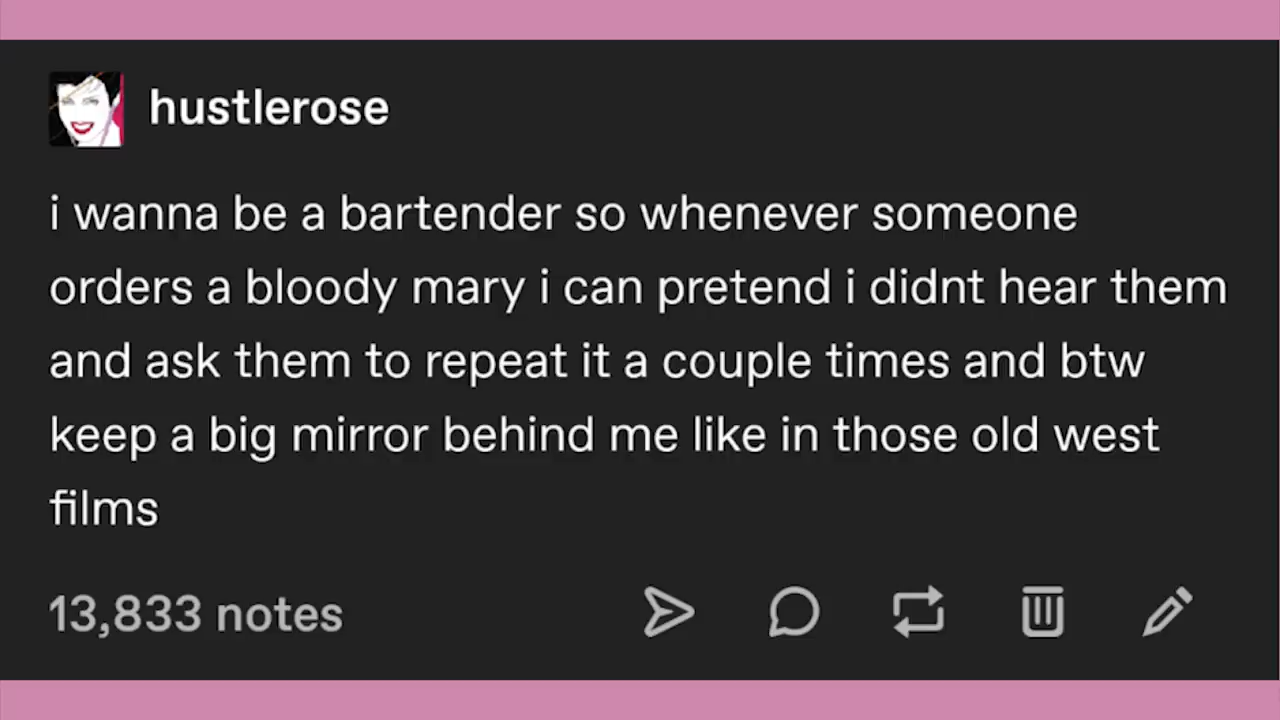 hustlerose
i wanna be a bartender so whenever someone
orders a bloody mary i can pretend i didnt hear them
and ask them to repeat it a couple times and btw
keep a big mirror behind me like in those old west
films
13,833 notes